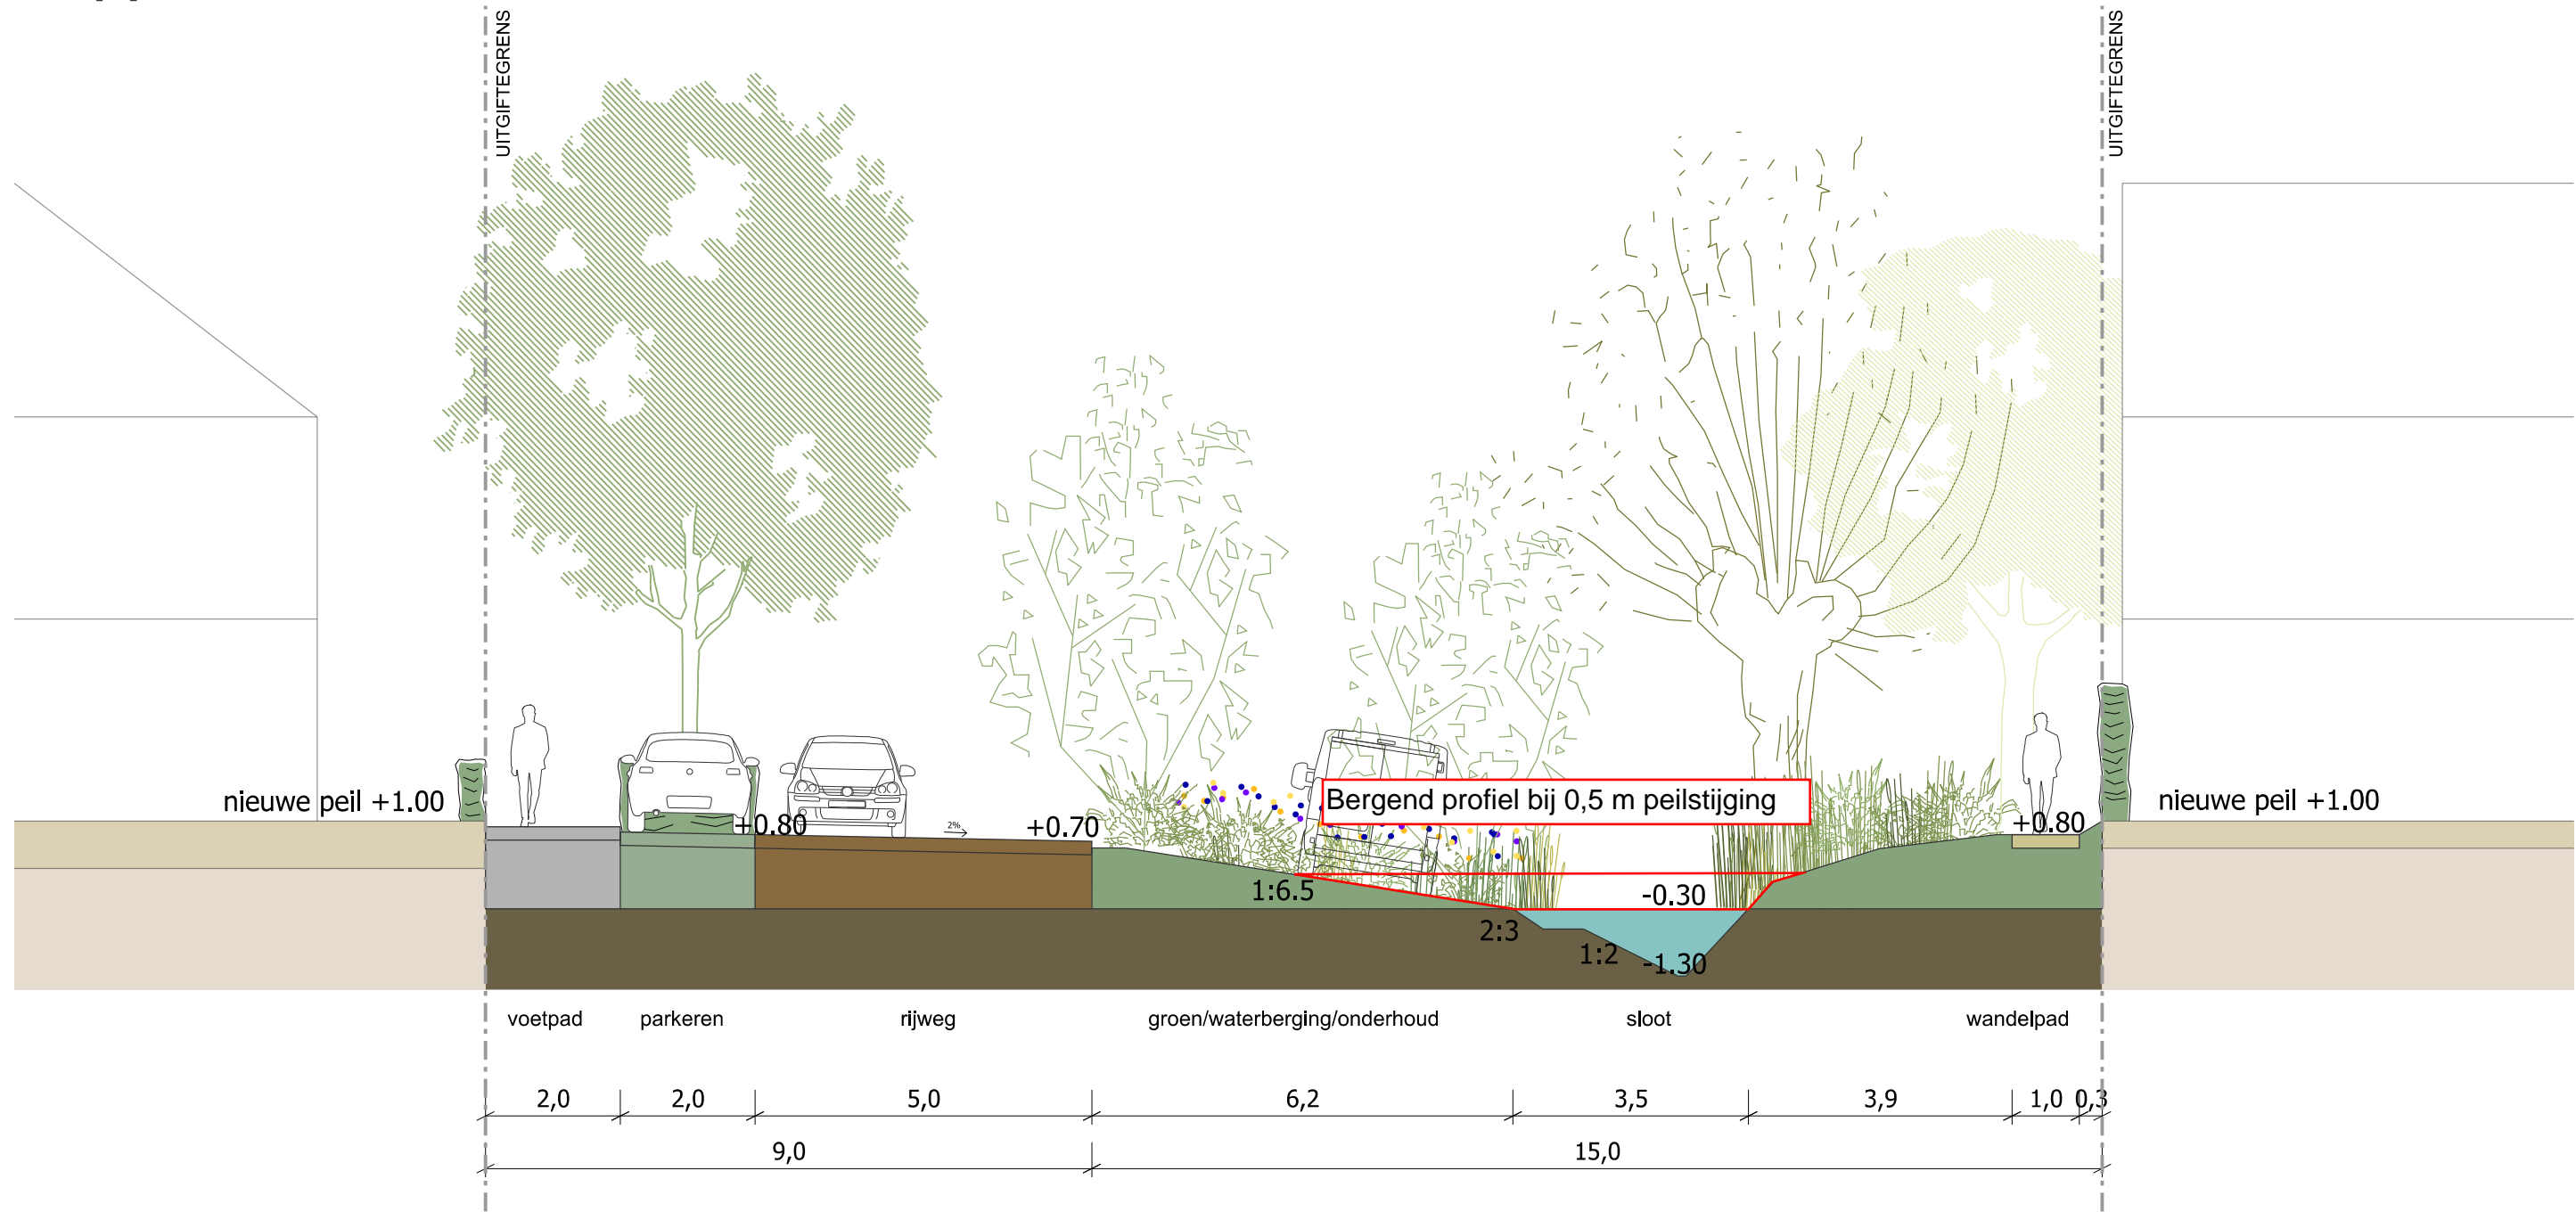 UITGIFTEGRENS
UITGIFTEGRENS
nieuwe peil +1.00
+0.80
2%
+0.70
Bergend profiel bij 0,5 m peilstijging
+0.80
nieuwe peil +1.00
1:6.5
-0.30
2:3
1:2
-1.30
voetpad
parkeren
rijweg
groen/waterberging/onderhoud
sloot
wandelpad
2,0
2,0
5,0
6,2
3,5
3,9
1,0
0,3
9,0
15,0